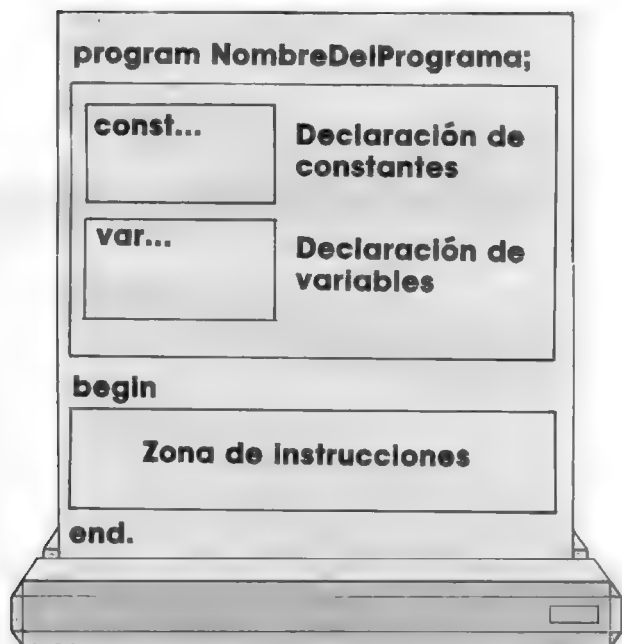 program NombreDelPrograma;
const...
Declaración de
constantes
var...
Declaración de
variables
begin
Zona de instrucciones
end.